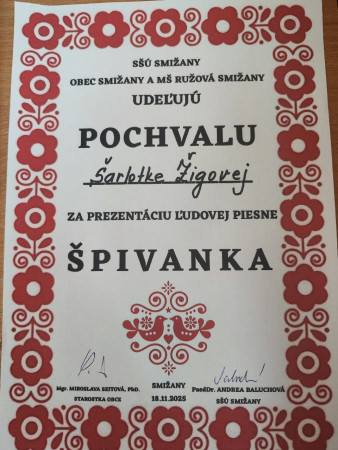 SŠÚ SMIŽANY
OBEC SMIŽANY A MŠ RUŽOVÁ SMIŽANY
UDEĽUJÚ
POCHVALU
Šarlotke Žigovej
ZA PREZENTÁCIU ĽUDOVEJ PIESNE
ŠPIVANKA
Mgr. MIROSLAVA SEITOVÁ, PhD. SMIŽANY PaedDr. ANDREA BALUCHOVÁ
STAROSTKA OBCE 18.11.2025 SŠÚ SMIŽANY